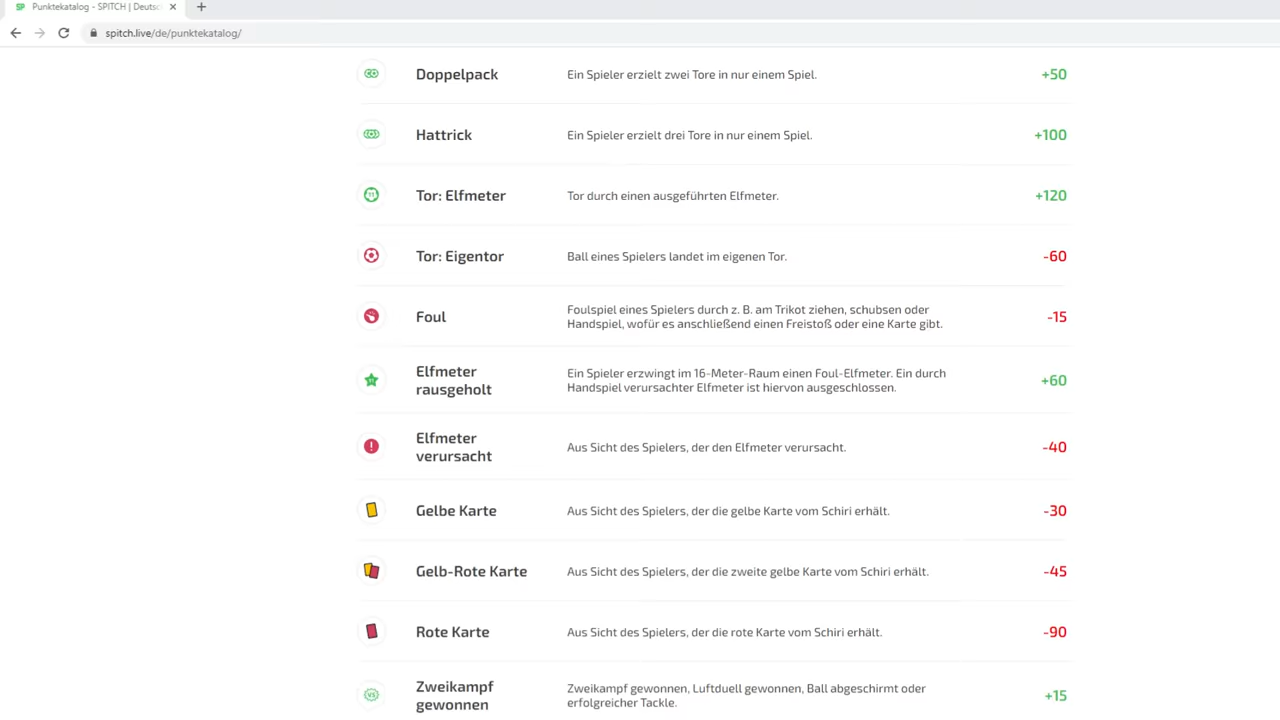 SP Punktekatalog - SPITCH | Deutsc
spitch.live/de/punktekatalog/
Doppelpack Ein Spieler erzielt zwei Tore in nur einem Spiel. +50
Hattrick Ein Spieler erzielt drei Tore in nur einem Spiel. +100
11 Tor: Elfmeter Tor durch einen ausgeführten Elfmeter. +120
Tor: Eigentor Ball eines Spielers landet im eigenen Tor. -60
Foul
Foulspiel eines Spielers durch z. B. am Trikot ziehen, schubsen oder
Handspiel, wofür es anschließend einen Freistoß oder eine Karte gibt.
-15
Elfmeter
rausgeholt
Ein Spieler erzwingt im 16-Meter-Raum einen Foul-Elfmeter. Ein durch
Handspiel verursachter Elfmeter ist hiervon ausgeschlossen.
+60
Elfmeter
verursacht
Aus Sicht des Spielers, der den Elfmeter verursacht.
-40
Gelbe Karte Aus Sicht des Spielers, der die gelbe Karte vom Schiri erhält. -30
Gelb-Rote Karte Aus Sicht des Spielers, der die zweite gelbe Karte vom Schiri erhält. -45
Rote Karte Aus Sicht des Spielers, der die rote Karte vom Schiri erhält. -90
VS
Zweikampf
gewonnen
Zweikampf gewonnen, Luftduell gewonnen, Ball abgeschirmt oder
erfolgreicher Tackle.
+15